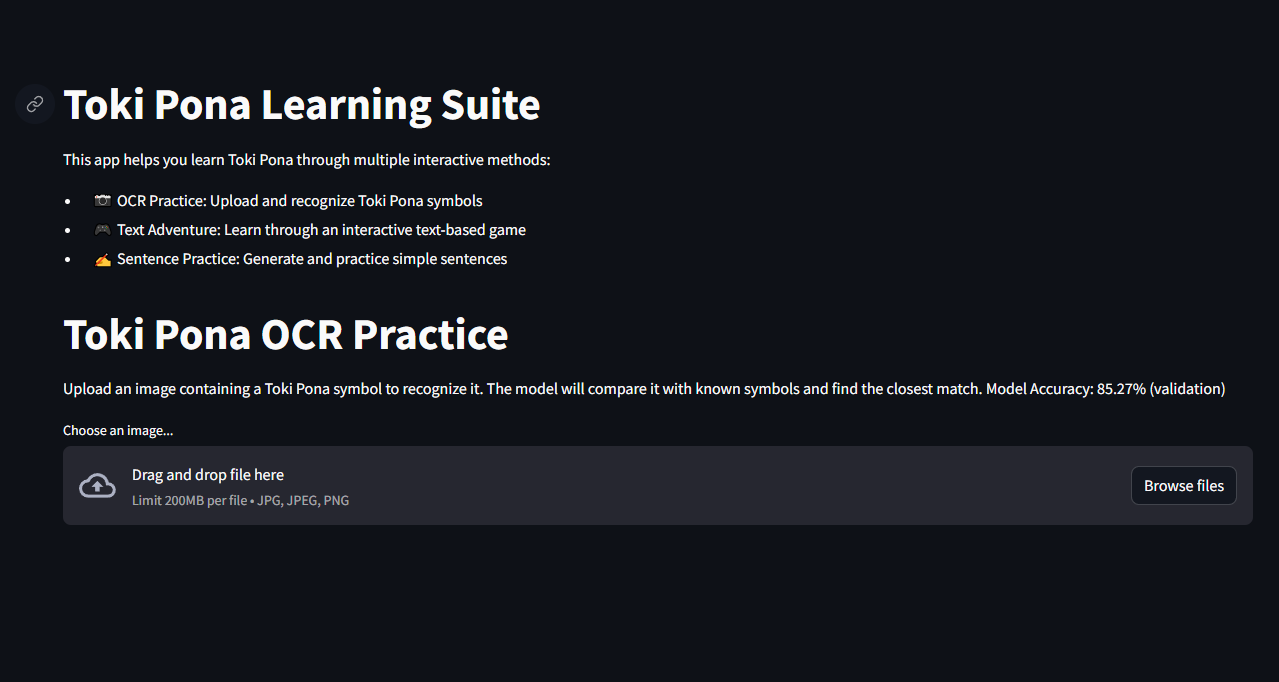 Toki Pona Learning Suite
This app helps you learn Toki Pona through multiple interactive methods:
• 📷 OCR Practice: Upload and recognize Toki Pona symbols
• 🎮 Text Adventure: Learn through an interactive text-based game
• ✍️ Sentence Practice: Generate and practice simple sentences
Toki Pona OCR Practice
Upload an image containing a Toki Pona symbol to recognize it. The model will compare it with known symbols and find the closest match. Model Accuracy: 85.27% (validation)
Choose an image...
Drag and drop file here
Limit 200MB per file • JPG, JPEG, PNG
Browse files